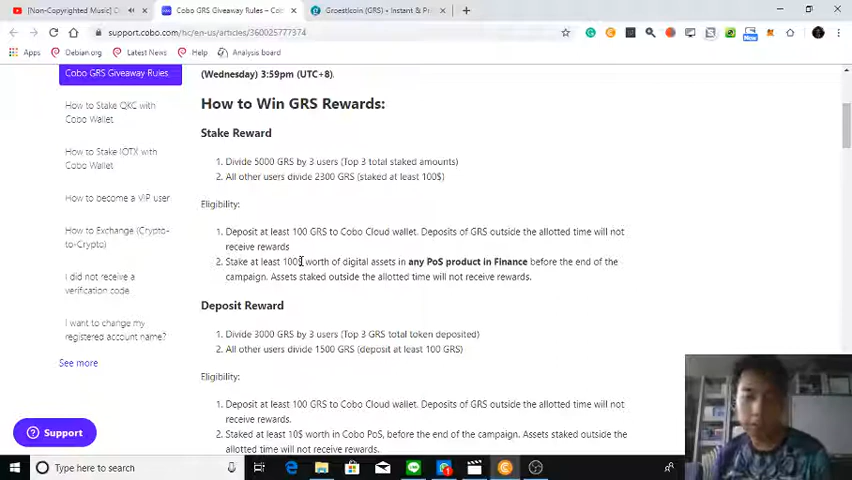 [Non-Copyrighted Music] C
Cobo GRS Giveaway Rules – Co
Groestlcoin (GRS) • Instant & Pr
support.cobo.com/hc/en-us/articles/360025777374
Apps
Debian.org
Latest News
Help
Analysis board
Cobo GRS Giveaway Rules
How to Stake QKC with
Cobo Wallet
How to Stake IOTX with
Cobo Wallet
How to become a VIP user
How to Exchange (Crypto-
to-Crypto)
I did not receive a
verification code
I want to change my
registered account name?
See more
Support
(Wednesday) 3:59pm (UTC+8).
How to Win GRS Rewards:
Stake Reward
1. Divide 5000 GRS by 3 users (Top 3 total staked amounts)
2. All other users divide 2300 GRS (staked at least 100$)
Eligibility:
1. Deposit at least 100 GRS to Cobo Cloud wallet. Deposits of GRS outside the allotted time will not
receive rewards
2. Stake at least 100$ worth of digital assets in any PoS product in Finance before the end of the
campaign. Assets staked outside the allotted time will not receive rewards.
Deposit Reward
1. Divide 3000 GRS by 3 users (Top 3 GRS total token deposited)
2. All other users divide 1500 GRS (deposit at least 100 GRS)
Eligibility:
1. Deposit at least 100 GRS to Cobo Cloud wallet. Deposits of GRS outside the allotted time will not
receive rewards.
2. Staked at least 10$ worth in Cobo PoS, before the end of the campaign. Assets staked outside the
allotted time will not receive rewards.
Type here to search